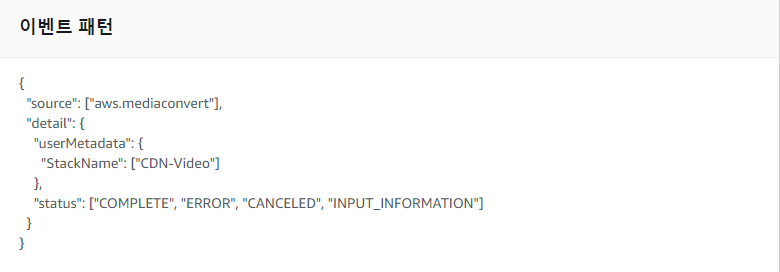 이벤트 패턴
{
  "source": ["aws.mediaconvert"],
  "detail": {
    "userMetadata": {
      "StackName": ["CDN-Video"]
    },
    "status": ["COMPLETE", "ERROR", "CANCELED", "INPUT_INFORMATION"]
  }
}